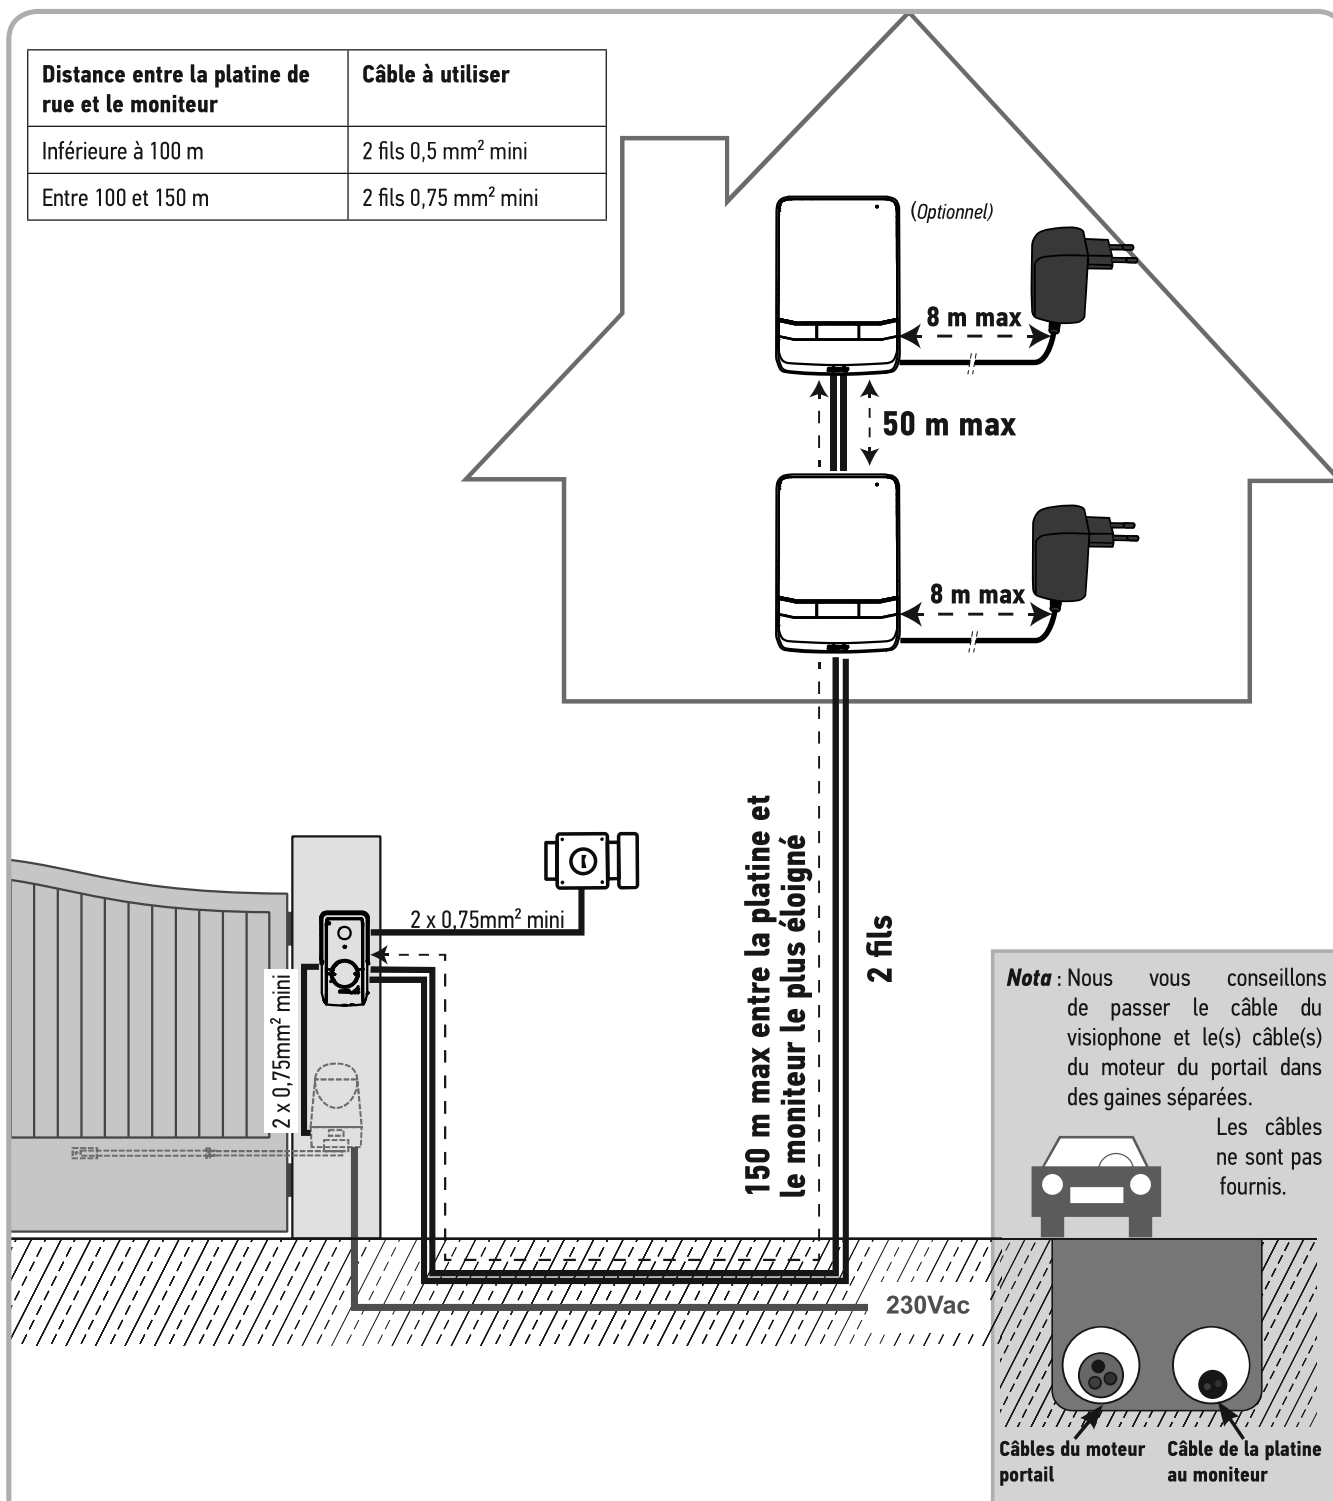 Distance entre la platine de
rue et le moniteur
Câble à utiliser
Inférieure à 100 m
2 fils 0,5 mm² mini
Entre 100 et 150 m
2 fils 0,75 mm² mini
(Optionnel)
8 m max
50 m max
8 m max
150 m max entre la platine et
le moniteur le plus éloigné
2 fils
2 x 0,75mm² mini
2 x 0,75mm² mini
230Vac
Nota : Nous vous conseillons
de passer le câble du
visiophone et le(s) câble(s)
du moteur du portail dans
des gaines séparées.
Les câbles
ne sont pas
fournis.
Câbles du moteur
portail
Câble de la platine
au moniteur